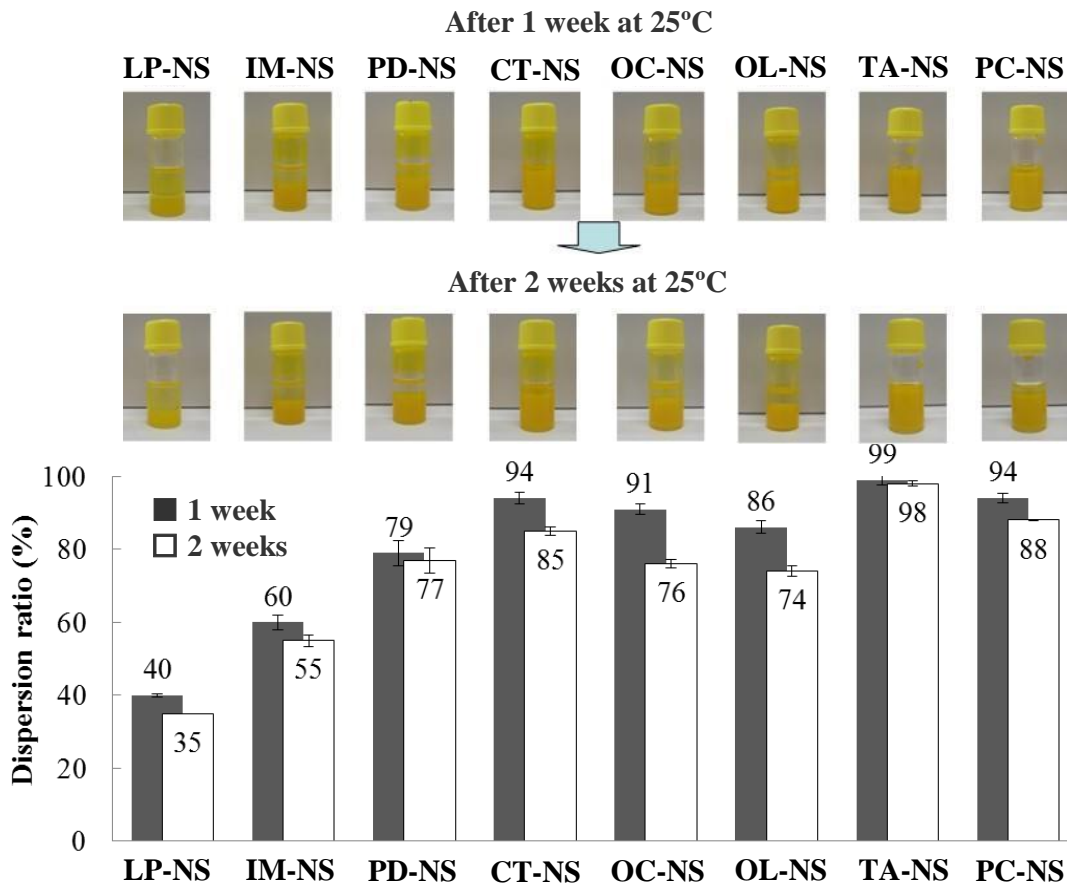 After 1 week at 25ºC
LP-NS IM-NS PD-NS CT-NS OC-NS OL-NS TA-NS PC-NS
After 2 weeks at 25ºC
Dispersion ratio (%)
100
80
60
40
20
0
1 week
2 weeks
40 60 79 94 91 86 99 94
35 55 77 85 76 74 98 88
LP-NS IM-NS PD-NS CT-NS OC-NS OL-NS TA-NS PC-NS